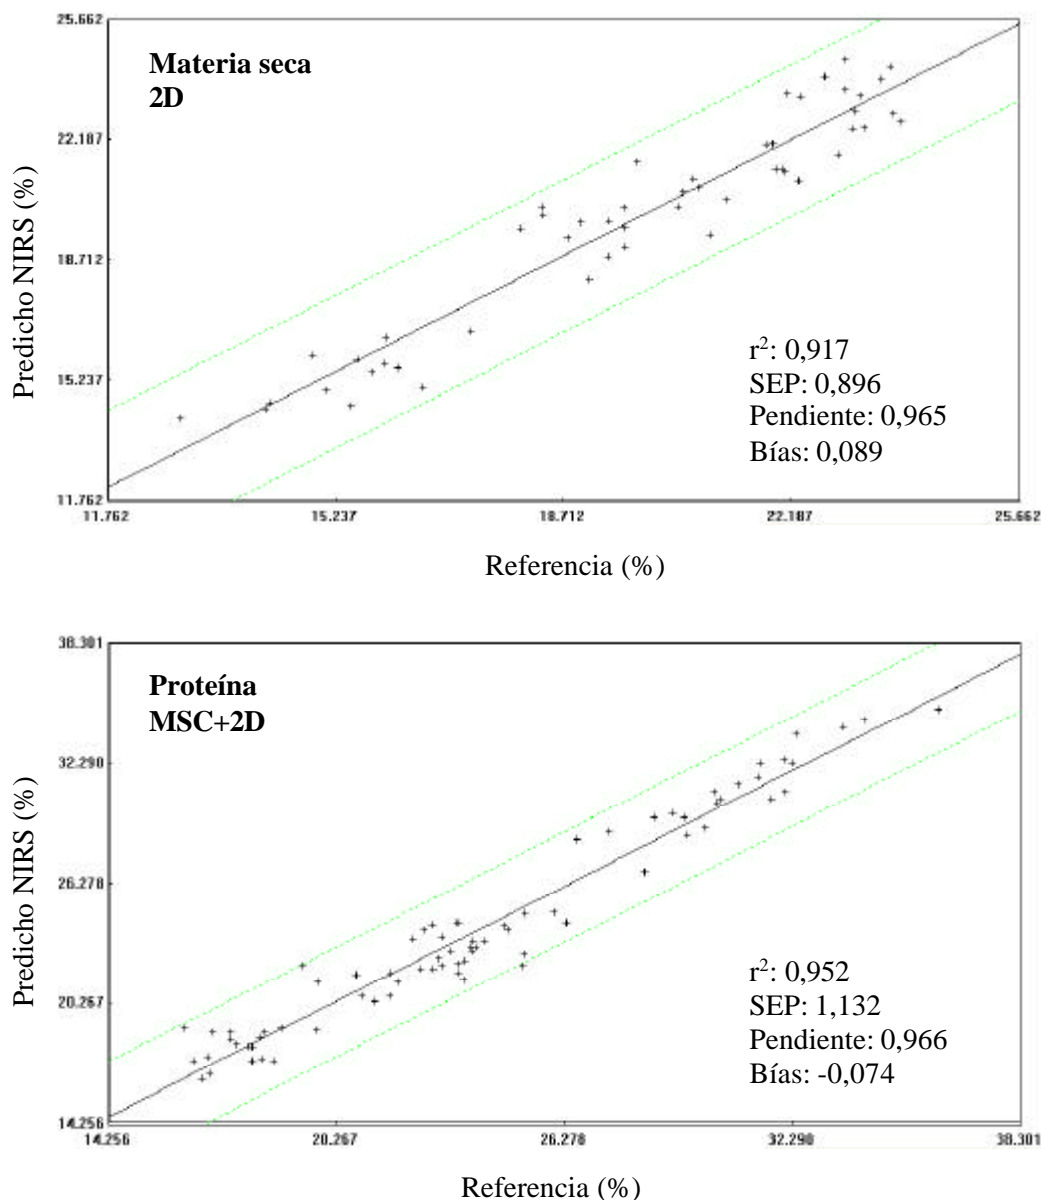 25.662
Materia seca
2D
22.187
Predicho NIRS (%)
18.712
r²: 0,917
15.237
SEP: 0,896
Pendiente: 0,965
Bías: 0,089
11.762
11.762 15.237 18.712 22.187 25.662
Referencia (%)
38.301
Proteína
MSC+2D
32.290
Predicho NIRS (%)
26.278
r²: 0,952
20.267
SEP: 1,132
Pendiente: 0,966
Bías: -0,074
14.256
14.256 20.267 26.278 32.290 38.301
Referencia (%)